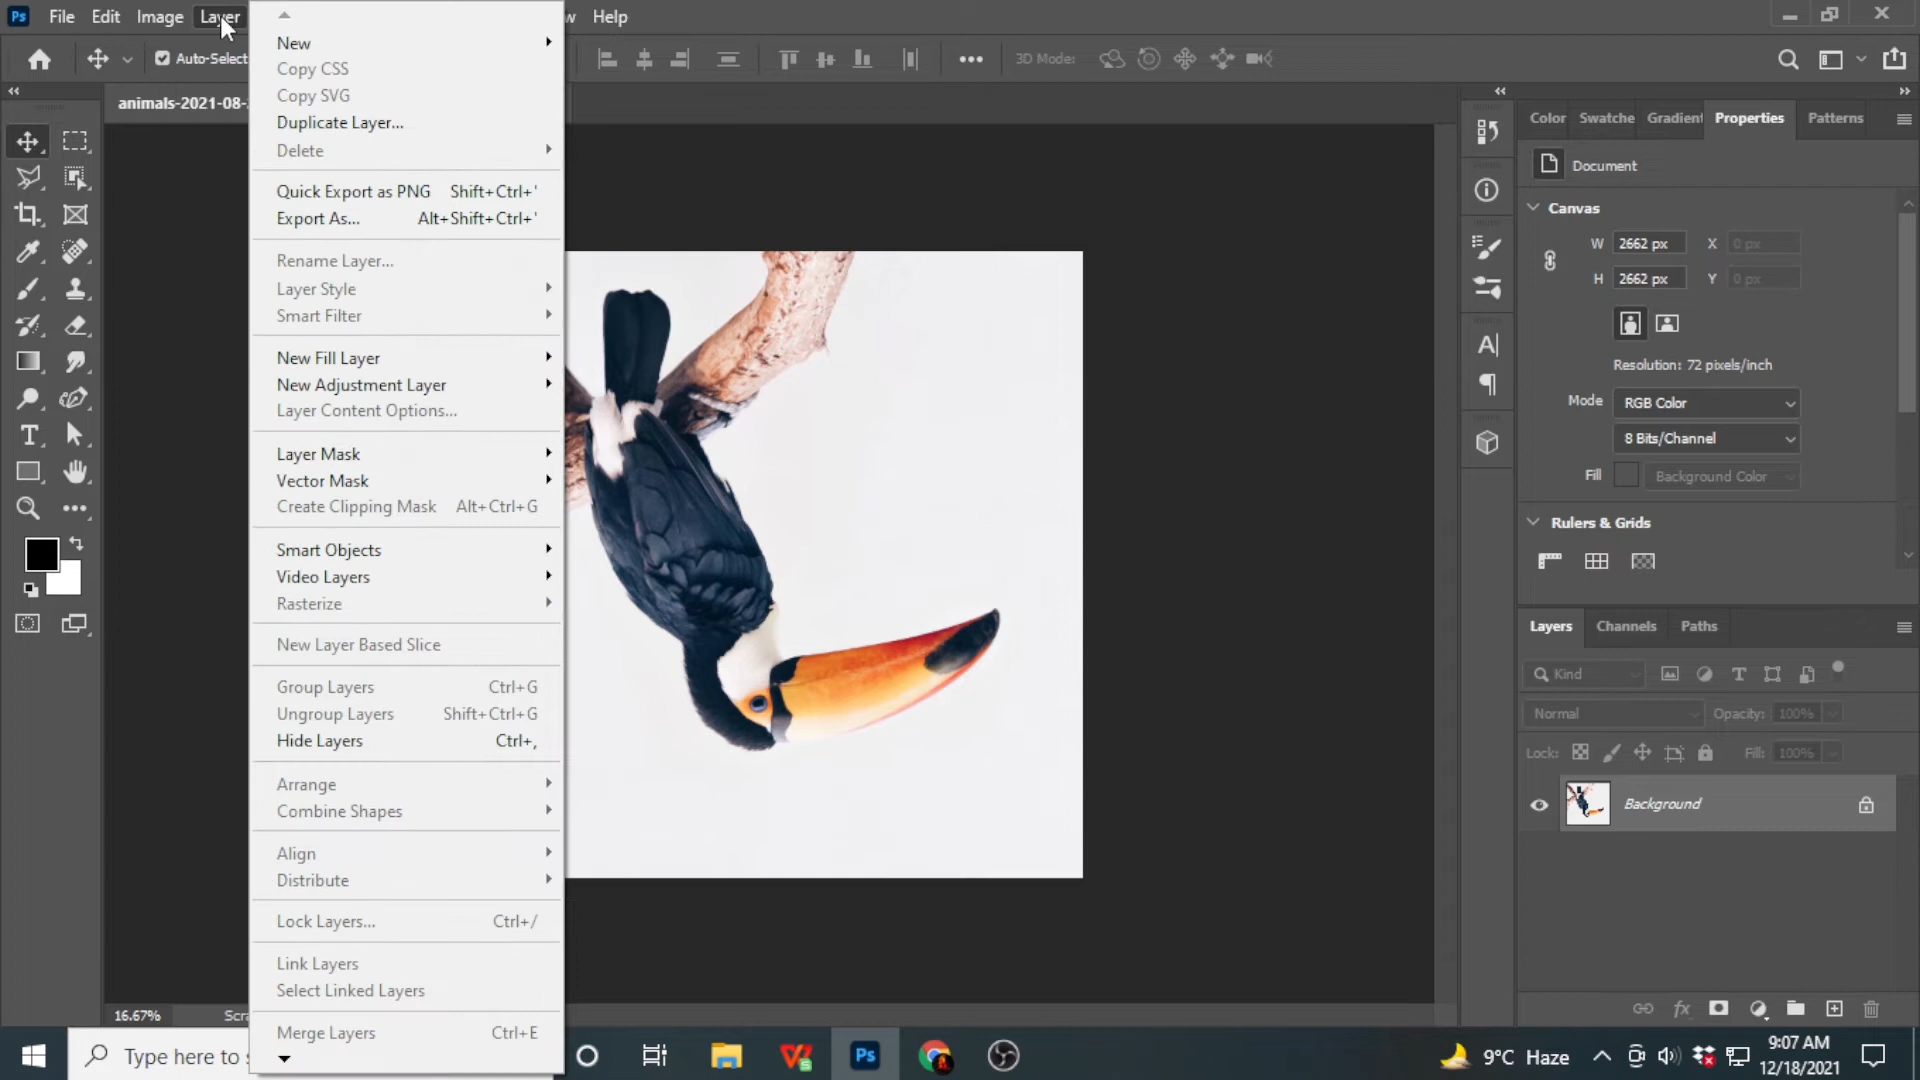 Ps File Edit Image Layer w Help
Auto-Select
3D Mode:
animals-2021-08-
New
Copy CSS
Copy SVG
Duplicate Layer...
Delete
Quick Export as PNG Shift+Ctrl+'
Export As... Alt+Shift+Ctrl+'
Rename Layer...
Layer Style
Smart Filter
New Fill Layer
New Adjustment Layer
Layer Content Options...
Layer Mask
Vector Mask
Create Clipping Mask Alt+Ctrl+G
Smart Objects
Video Layers
Rasterize
New Layer Based Slice
Group Layers Ctrl+G
Ungroup Layers Shift+Ctrl+G
Hide Layers Ctrl+,
Arrange
Combine Shapes
Align
Distribute
Lock Layers... Ctrl+/
Link Layers
Select Linked Layers
Merge Layers Ctrl+E
Color Swatche Gradient Properties Patterns
Document
Canvas
W 2662 px X 0 px
H 2662 px Y 0 px
Resolution: 72 pixels/inch
Mode RGB Color
8 Bits/Channel
Fill Background Color
Rulers & Grids
Layers Channels Paths
Kind
Normal Opacity: 100%
Lock: Fill: 100%
Background
16.67% Scra
Type here to s
Ps
9°C Haze
9:07 AM
12/18/2021